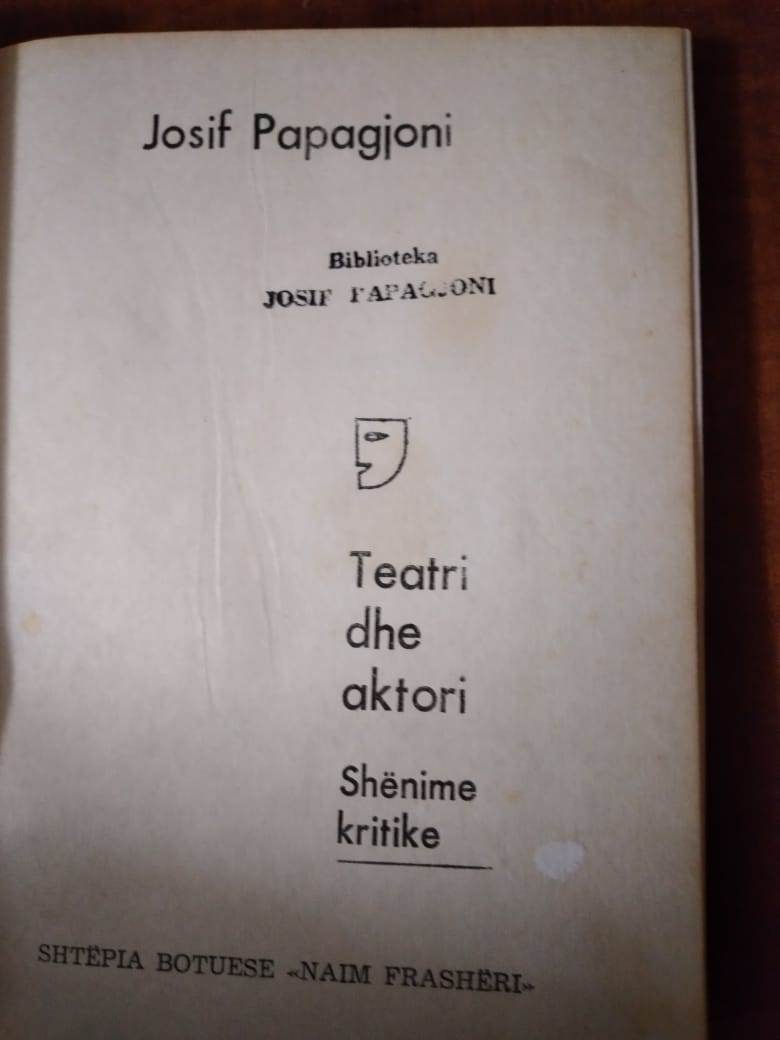 Josif Papagjoni
Biblioteka
JOSIF PAPAGJONI
Teatri
dhe
aktori
Shënime
kritike
SHTËPIA BOTUESE «NAIM FRASHËRI»